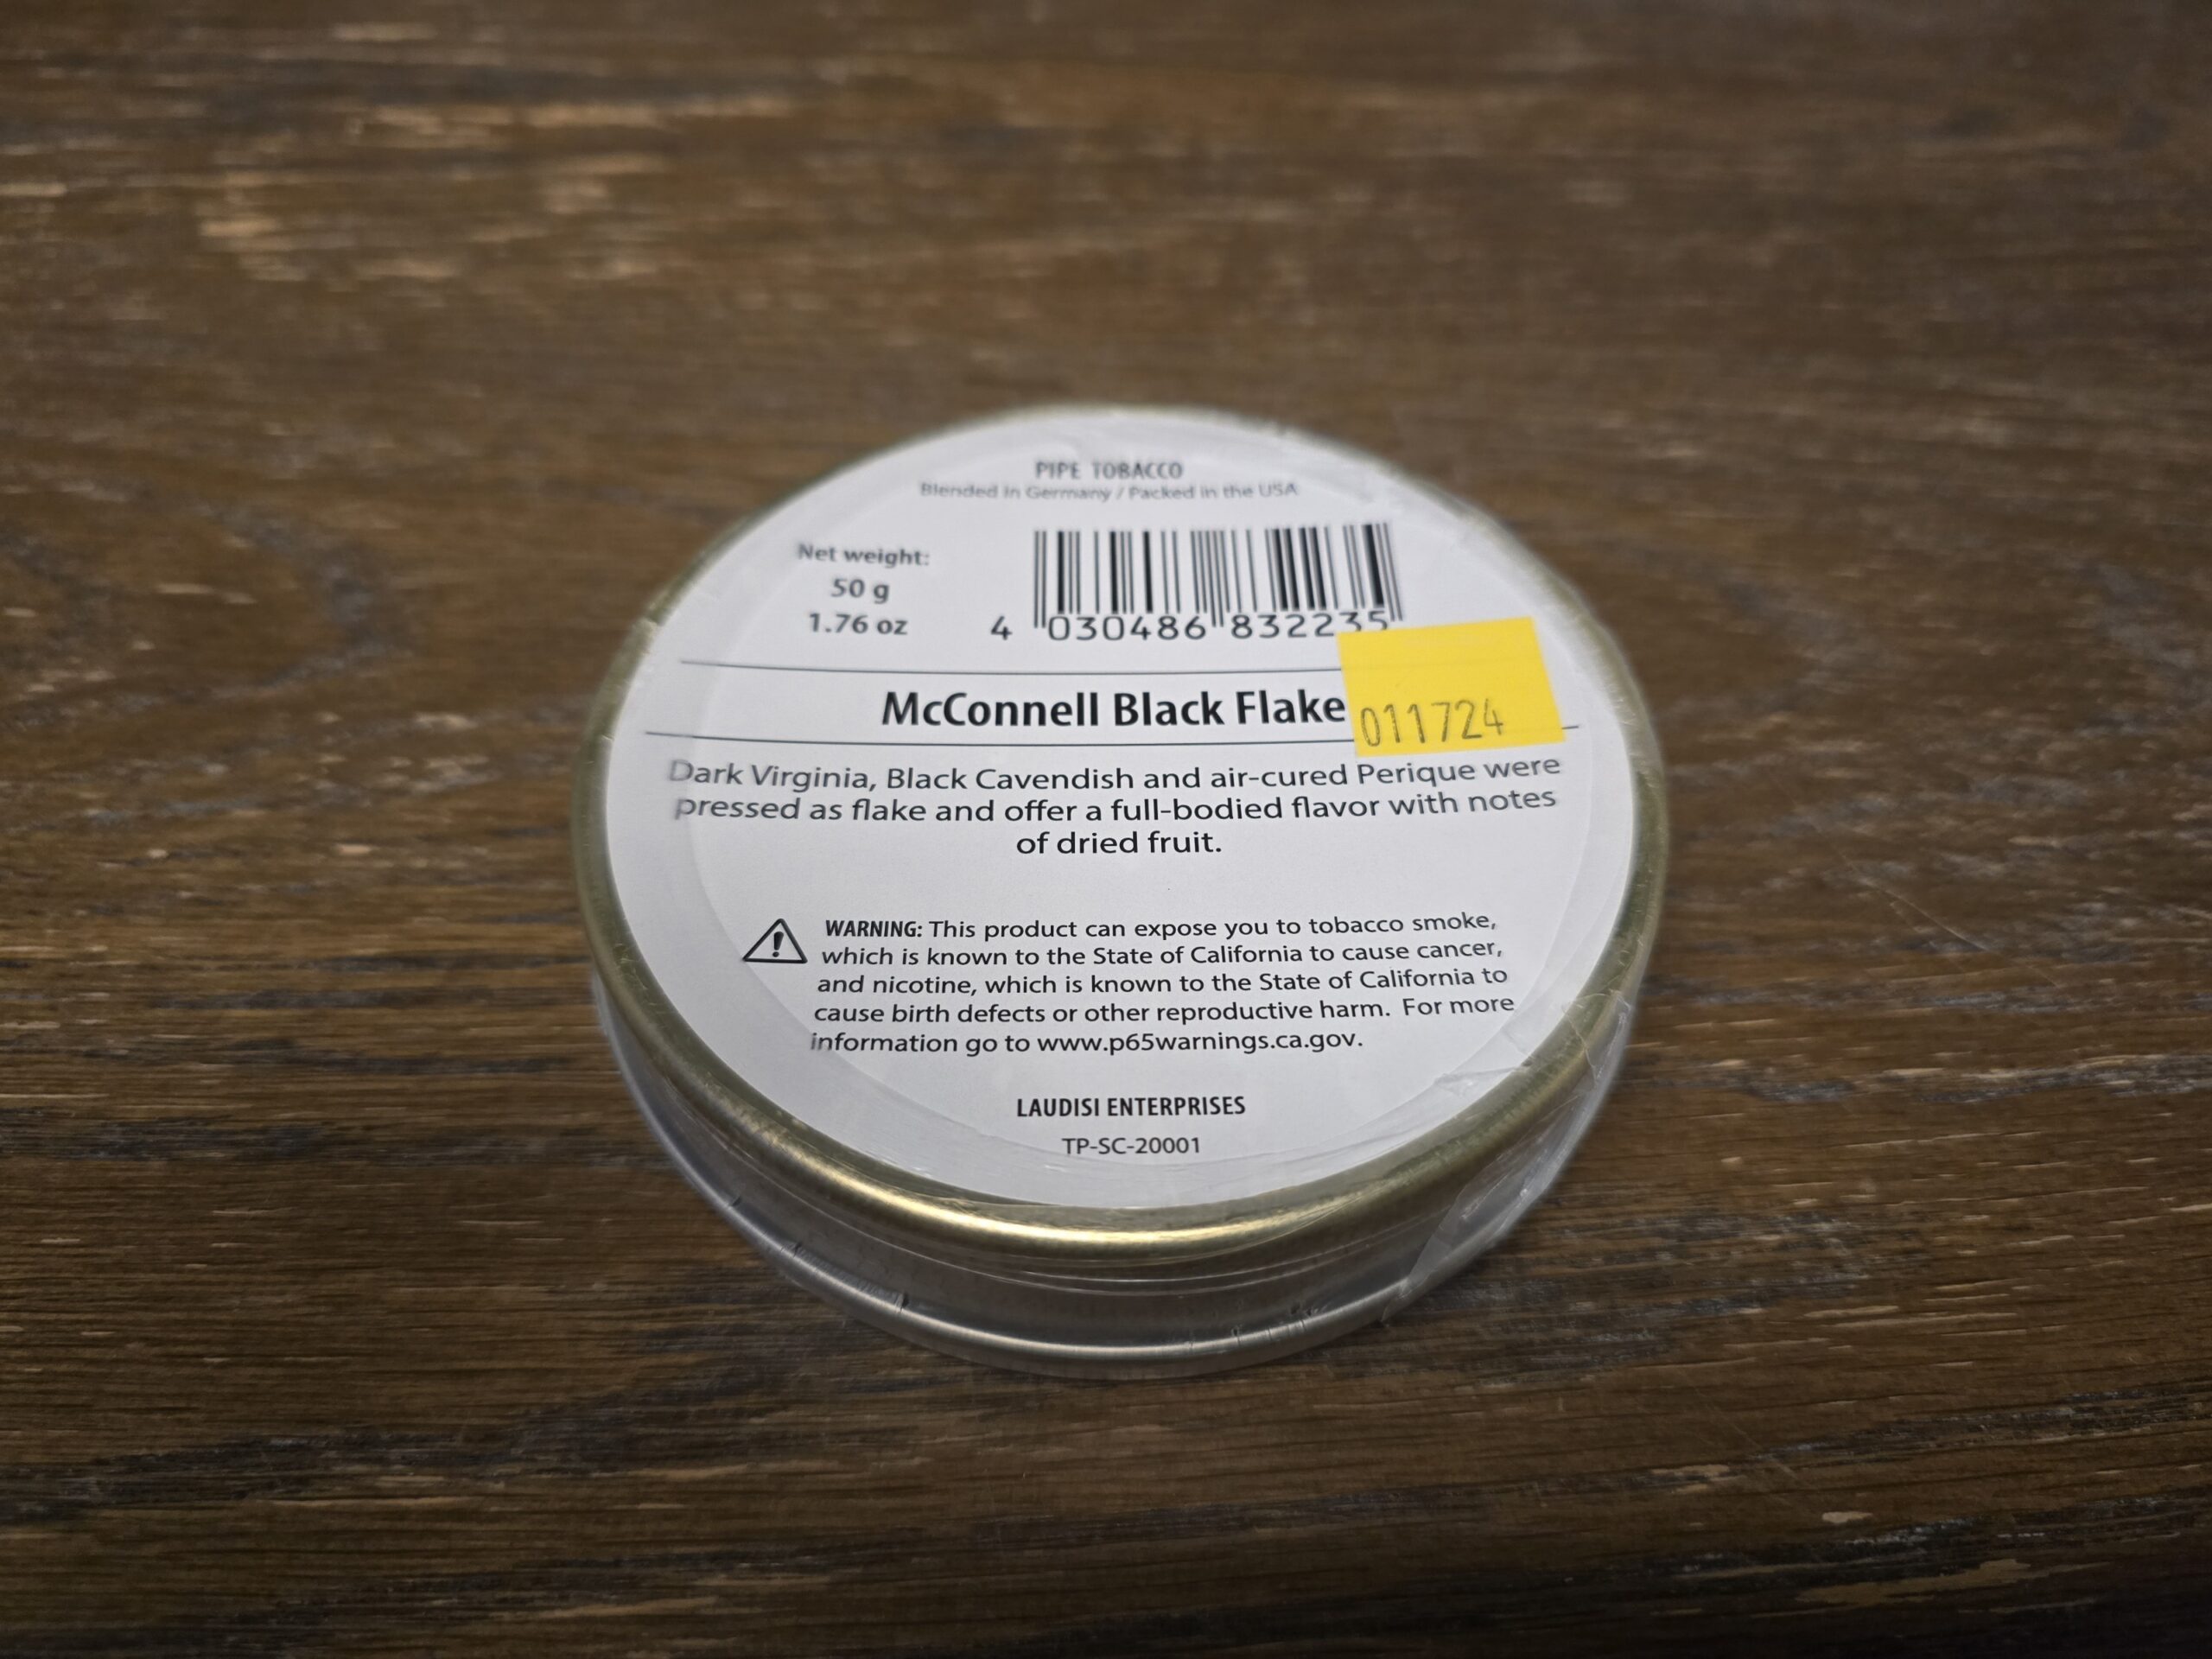 PIPE TOBACCO
Blended in Germany / Packed in the USA
Net weight:
50 g
1.76 oz
4 030486 832235
McConnell Black Flake
011724
Dark Virginia, Black Cavendish and air-cured Perique were
pressed as flake and offer a full-bodied flavor with notes
of dried fruit.
WARNING: This product can expose you to tobacco smoke,
which is known to the State of California to cause cancer,
and nicotine, which is known to the State of California to
cause birth defects or other reproductive harm. For more
information go to www.p65warnings.ca.gov.
LAUDISI ENTERPRISES
TP-SC-20001